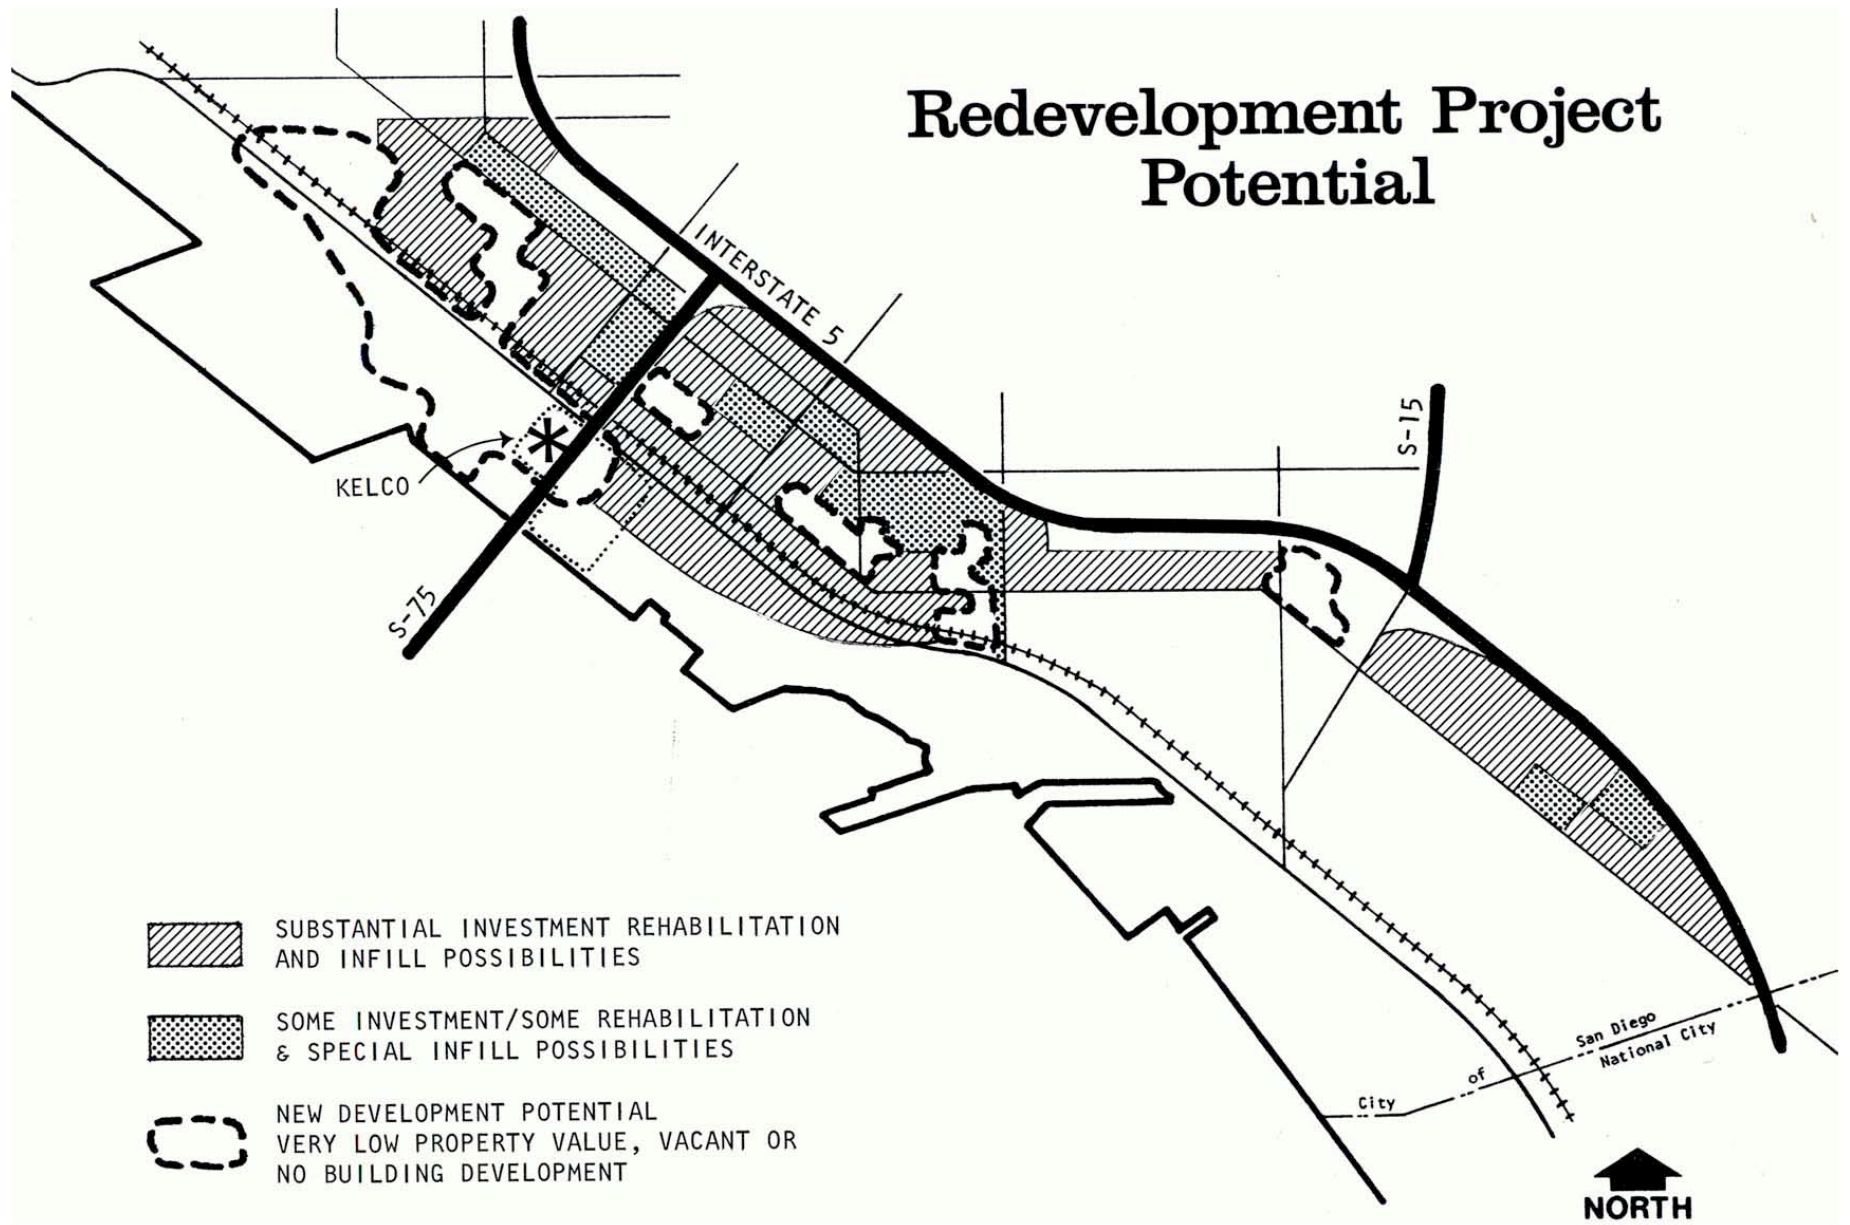 Redevelopment Project
Potential
INTERSTATE 5
S-15
KELCO
S-75
SUBSTANTIAL INVESTMENT REHABILITATION
AND INFILL POSSIBILITIES
SOME INVESTMENT/SOME REHABILITATION
& SPECIAL INFILL POSSIBILITIES
NEW DEVELOPMENT POTENTIAL
VERY LOW PROPERTY VALUE, VACANT OR
NO BUILDING DEVELOPMENT
San Diego
National City
City of
NORTH